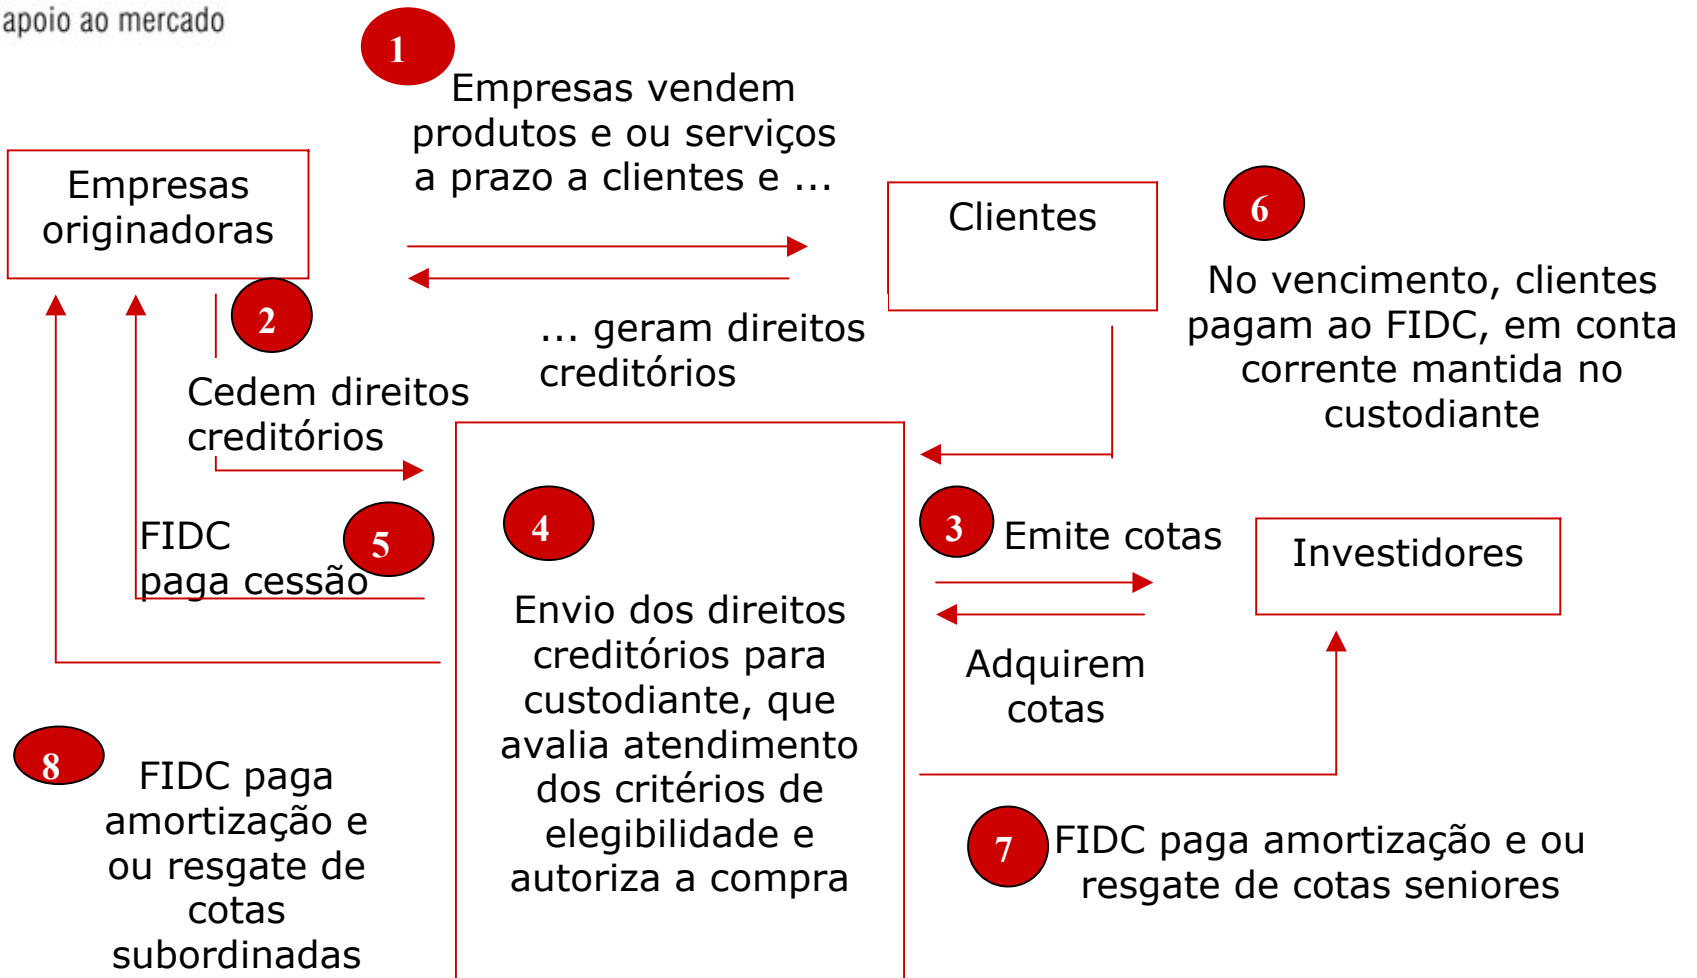 apoio ao mercado
1
Empresas vendem
produtos e ou serviços
a prazo a clientes e ...
Empresas
originadoras
Clientes
6
No vencimento, clientes
pagam ao FIDC, em conta
corrente mantida no
custodiante
2
... geram direitos
creditórios
Cedem direitos
creditórios
FIDC
paga cessão
5
4
Envio dos direitos
creditórios para
custodiante, que
avalia atendimento
dos critérios de
elegibilidade e
autoriza a compra
3
Emite cotas
Investidores
Adquirem
cotas
8
FIDC paga
amortização e
ou resgate de
cotas
subordinadas
7
FIDC paga amortização e ou
resgate de cotas seniores